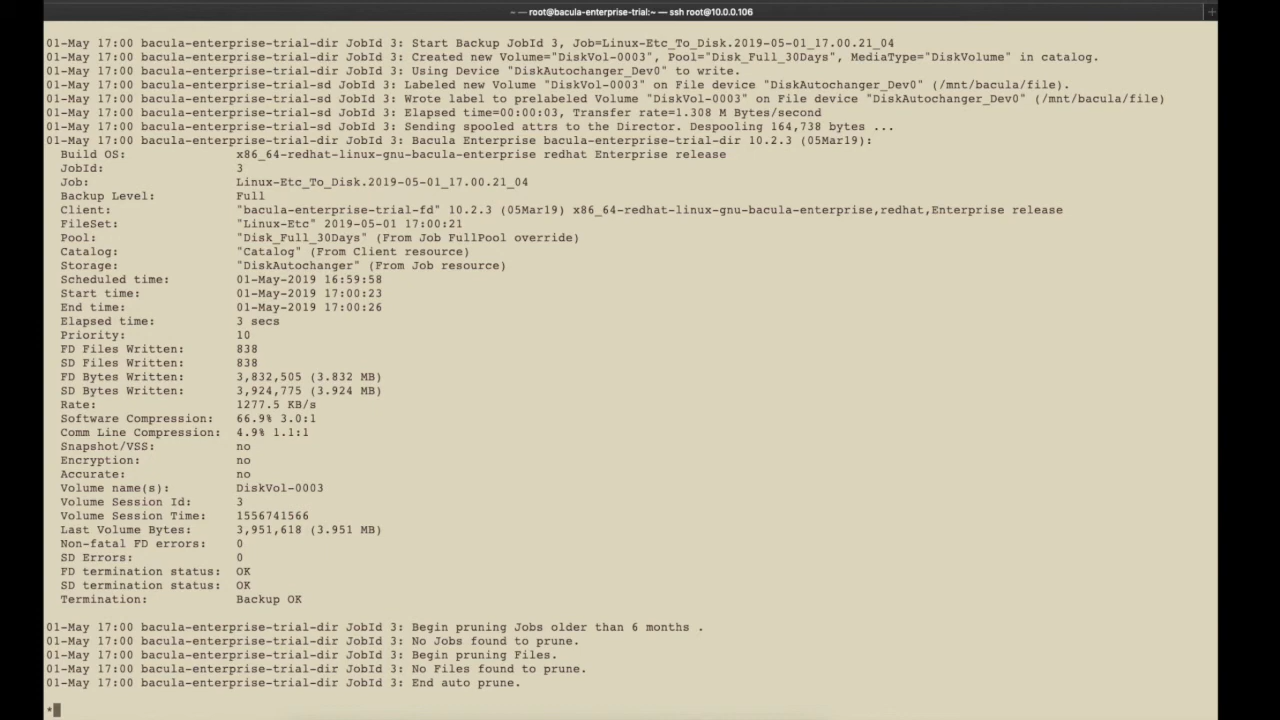 ~ — root@bacula-enterprise-trial:~ — ssh root@10.0.0.106
01-May 17:00 bacula-enterprise-trial-dir JobId 3: Start Backup JobId 3, Job=Linux-Etc_To_Disk.2019-05-01_17.00.21_04
01-May 17:00 bacula-enterprise-trial-dir JobId 3: Created new Volume="DiskVol-0003", Pool="Disk_Full_30Days", MediaType="DiskVolume" in catalog.
01-May 17:00 bacula-enterprise-trial-dir JobId 3: Using Device "DiskAutochanger_Dev0" to write.
01-May 17:00 bacula-enterprise-trial-sd JobId 3: Labeled new Volume "DiskVol-0003" on File device "DiskAutochanger_Dev0" (/mnt/bacula/file).
01-May 17:00 bacula-enterprise-trial-sd JobId 3: Wrote label to prelabeled Volume "DiskVol-0003" on File device "DiskAutochanger_Dev0" (/mnt/bacula/file)
01-May 17:00 bacula-enterprise-trial-sd JobId 3: Elapsed time=00:00:03, Transfer rate=1.308 M Bytes/second
01-May 17:00 bacula-enterprise-trial-sd JobId 3: Sending spooled attrs to the Director. Despooling 164,738 bytes ...
01-May 17:00 bacula-enterprise-trial-dir JobId 3: Bacula Enterprise bacula-enterprise-trial-dir 10.2.3 (05Mar19):
Build OS: x86_64-redhat-linux-gnu-bacula-enterprise redhat Enterprise release
JobId: 3
Job: Linux-Etc_To_Disk.2019-05-01_17.00.21_04
Backup Level: Full
Client: "bacula-enterprise-trial-fd" 10.2.3 (05Mar19) x86_64-redhat-linux-gnu-bacula-enterprise,redhat,Enterprise release
FileSet: "Linux-Etc" 2019-05-01 17:00:21
Pool: "Disk_Full_30Days" (From Job FullPool override)
Catalog: "Catalog" (From Client resource)
Storage: "DiskAutochanger" (From Job resource)
Scheduled time: 01-May-2019 16:59:58
Start time: 01-May-2019 17:00:23
End time: 01-May-2019 17:00:26
Elapsed time: 3 secs
Priority: 10
FD Files Written: 838
SD Files Written: 838
FD Bytes Written: 3,832,505 (3.832 MB)
SD Bytes Written: 3,924,775 (3.924 MB)
Rate: 1277.5 KB/s
Software Compression: 66.9% 3.0:1
Comm Line Compression: 4.9% 1.1:1
Snapshot/VSS: no
Encryption: no
Accurate: no
Volume name(s): DiskVol-0003
Volume Session Id: 3
Volume Session Time: 1556741566
Last Volume Bytes: 3,951,618 (3.951 MB)
Non-fatal FD errors: 0
SD Errors: 0
FD termination status: OK
SD termination status: OK
Termination: Backup OK
01-May 17:00 bacula-enterprise-trial-dir JobId 3: Begin pruning Jobs older than 6 months .
01-May 17:00 bacula-enterprise-trial-dir JobId 3: No Jobs found to prune.
01-May 17:00 bacula-enterprise-trial-dir JobId 3: Begin pruning Files.
01-May 17:00 bacula-enterprise-trial-dir JobId 3: No Files found to prune.
01-May 17:00 bacula-enterprise-trial-dir JobId 3: End auto prune.
*